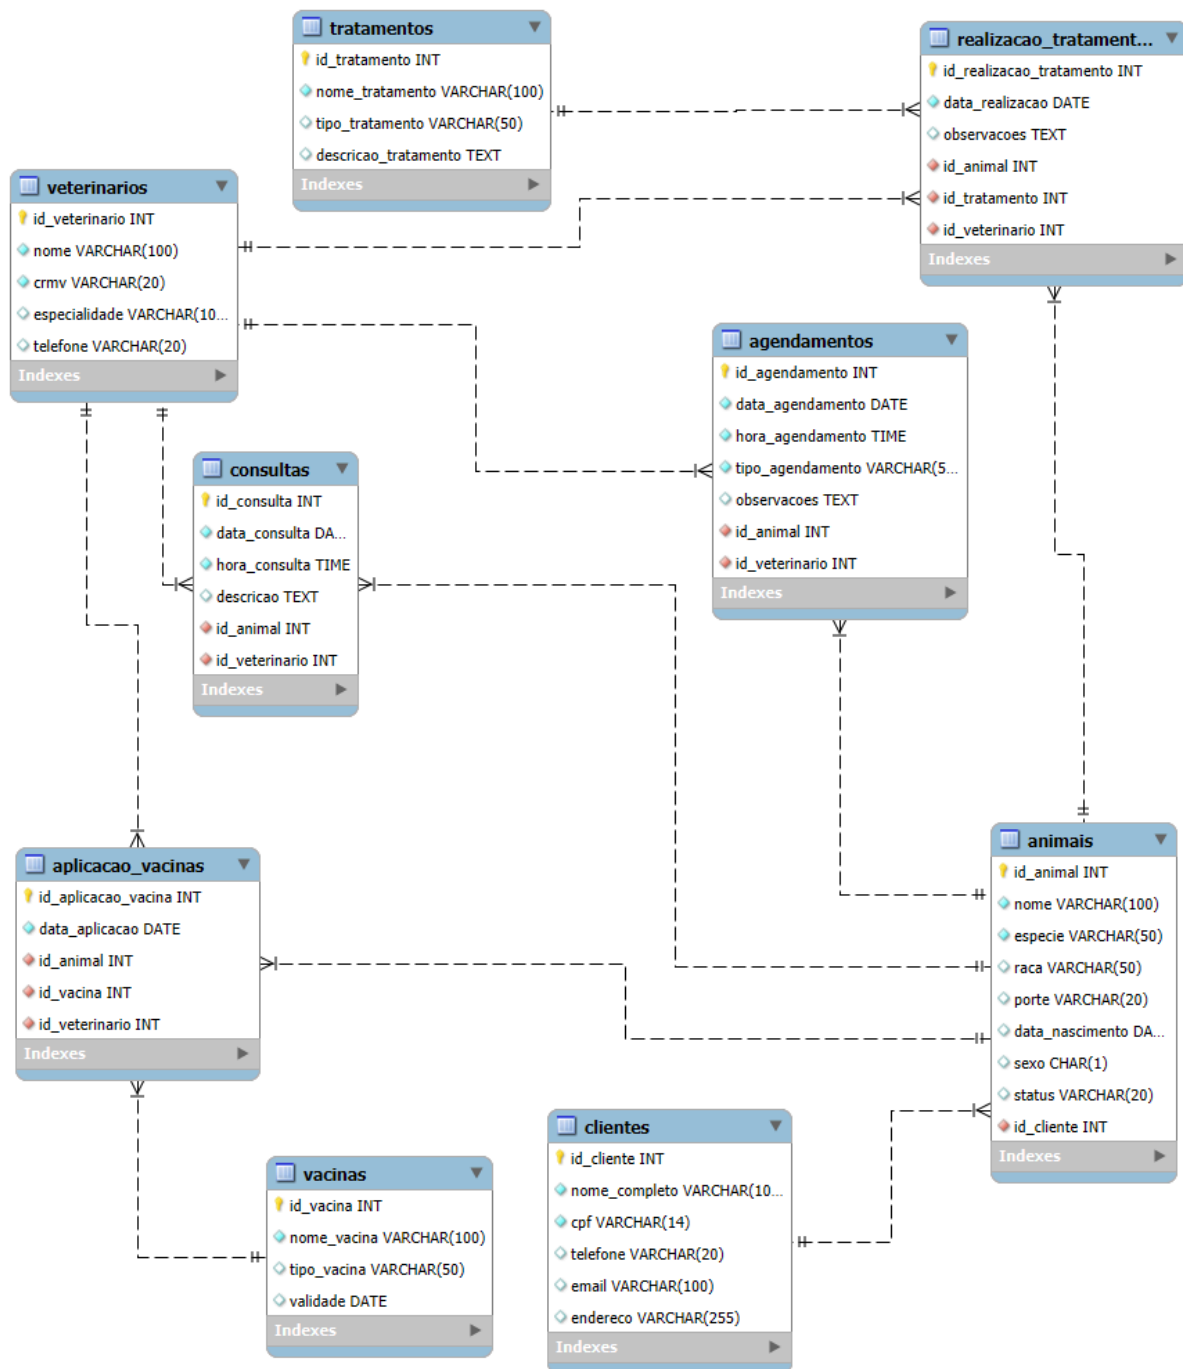 tratamentos
id_tratamento INT
nome_tratamento VARCHAR(100)
tipo_tratamento VARCHAR(50)
descricao_tratamento TEXT
Indexes
realizacao_tratament...
id_realizacao_tratamento INT
data_realizacao DATE
observacoes TEXT
id_animal INT
id_tratamento INT
id_veterinario INT
Indexes
veterinarios
id_veterinario INT
nome VARCHAR(100)
crmv VARCHAR(20)
especialidade VARCHAR(10...
telefone VARCHAR(20)
Indexes
agendamentos
id_agendamento INT
data_agendamento DATE
hora_agendamento TIME
tipo_agendamento VARCHAR(5...
observacoes TEXT
id_animal INT
id_veterinario INT
Indexes
consultas
id_consulta INT
data_consulta DA...
hora_consulta TIME
descricao TEXT
id_animal INT
id_veterinario INT
Indexes
aplicacao_vacinas
id_aplicacao_vacina INT
data_aplicacao DATE
id_animal INT
id_vacina INT
id_veterinario INT
Indexes
animais
id_animal INT
nome VARCHAR(100)
especie VARCHAR(50)
raca VARCHAR(50)
porte VARCHAR(20)
data_nascimento DA...
sexo CHAR(1)
status VARCHAR(20)
id_cliente INT
Indexes
clientes
id_cliente INT
nome_completo VARCHAR(10...
cpf VARCHAR(14)
telefone VARCHAR(20)
email VARCHAR(100)
endereco VARCHAR(255)
Indexes
vacinas
id_vacina INT
nome_vacina VARCHAR(100)
tipo_vacina VARCHAR(50)
validade DATE
Indexes